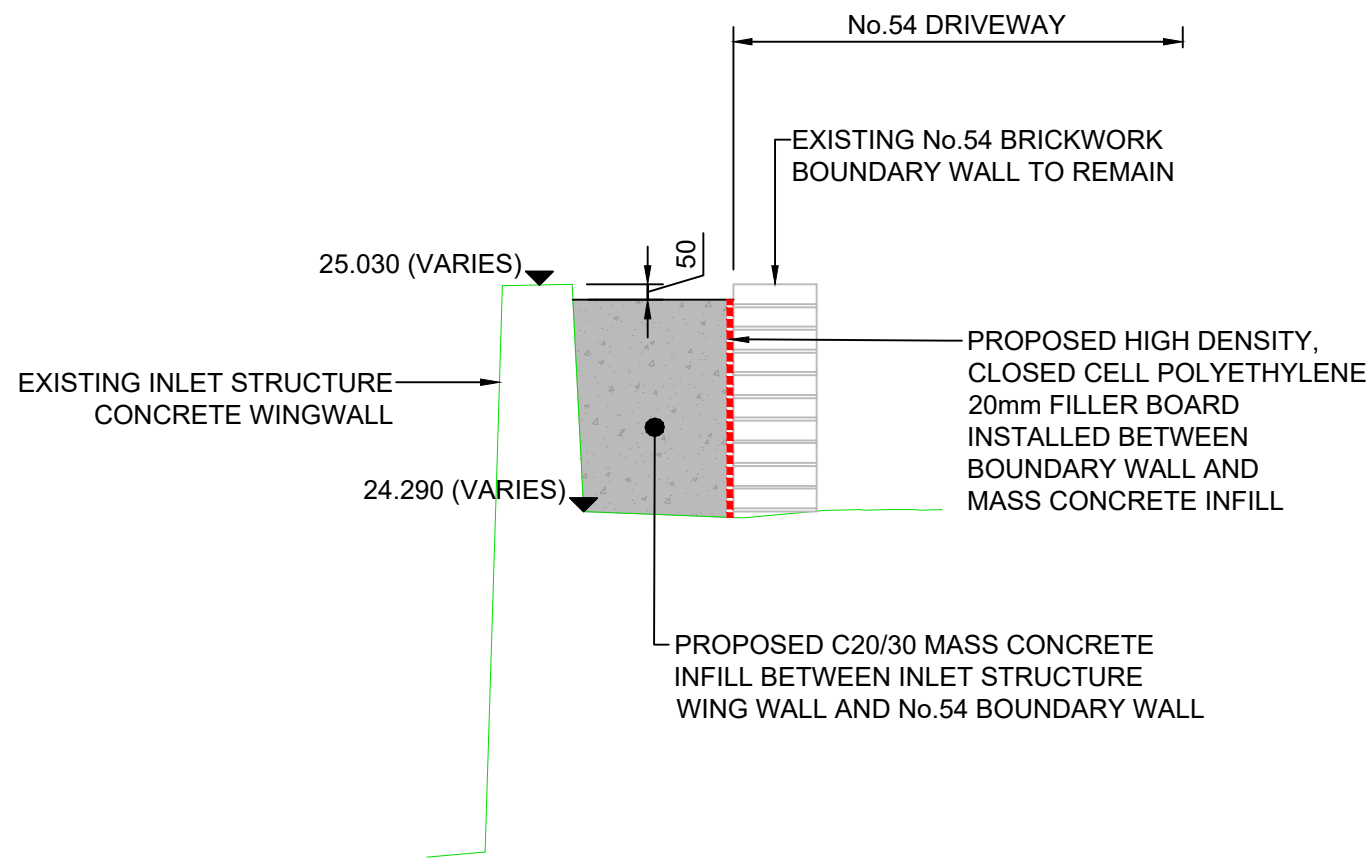 No.54 DRIVEWAY
EXISTING No.54 BRICKWORK
BOUNDARY WALL TO REMAIN
50
25.030 (VARIES)
PROPOSED HIGH DENSITY,
CLOSED CELL POLYETHYLENE
20mm FILLER BOARD
INSTALLED BETWEEN
BOUNDARY WALL AND
MASS CONCRETE INFILL
EXISTING INLET STRUCTURE
CONCRETE WINGWALL
24.290 (VARIES)
PROPOSED C20/30 MASS CONCRETE
INFILL BETWEEN INLET STRUCTURE
WING WALL AND No.54 BOUNDARY WALL